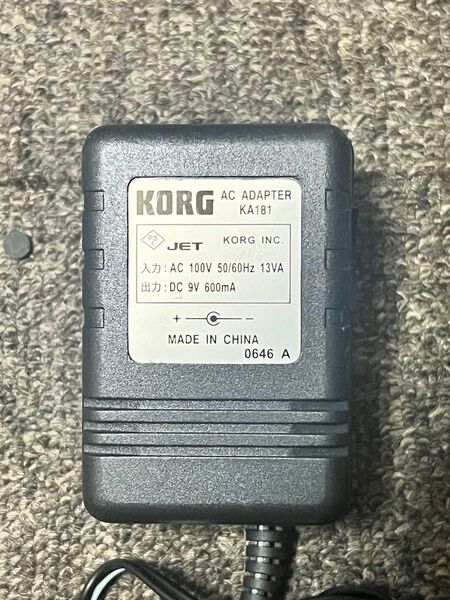 KORG AC ADAPTER
KA181
PS
E JET KORG INC.
入力: AC 100V 50/60Hz 13VA
出力: DC 9V 600mA
+ -
MADE IN CHINA
0646 A